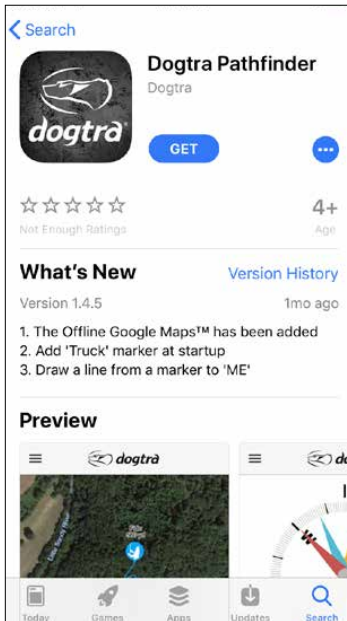 Search
Dogtra Pathfinder
Dogtra
dogtra
GET
4+
Not Enough Ratings
Age
What's New
Version History
Version 1.4.5
1mo ago
1. The Offline Google Maps™ has been added
2. Add 'Truck' marker at startup
3. Draw a line from a marker to 'ME'
Preview
dogtra
Today
Games
Apps
Updates
Search